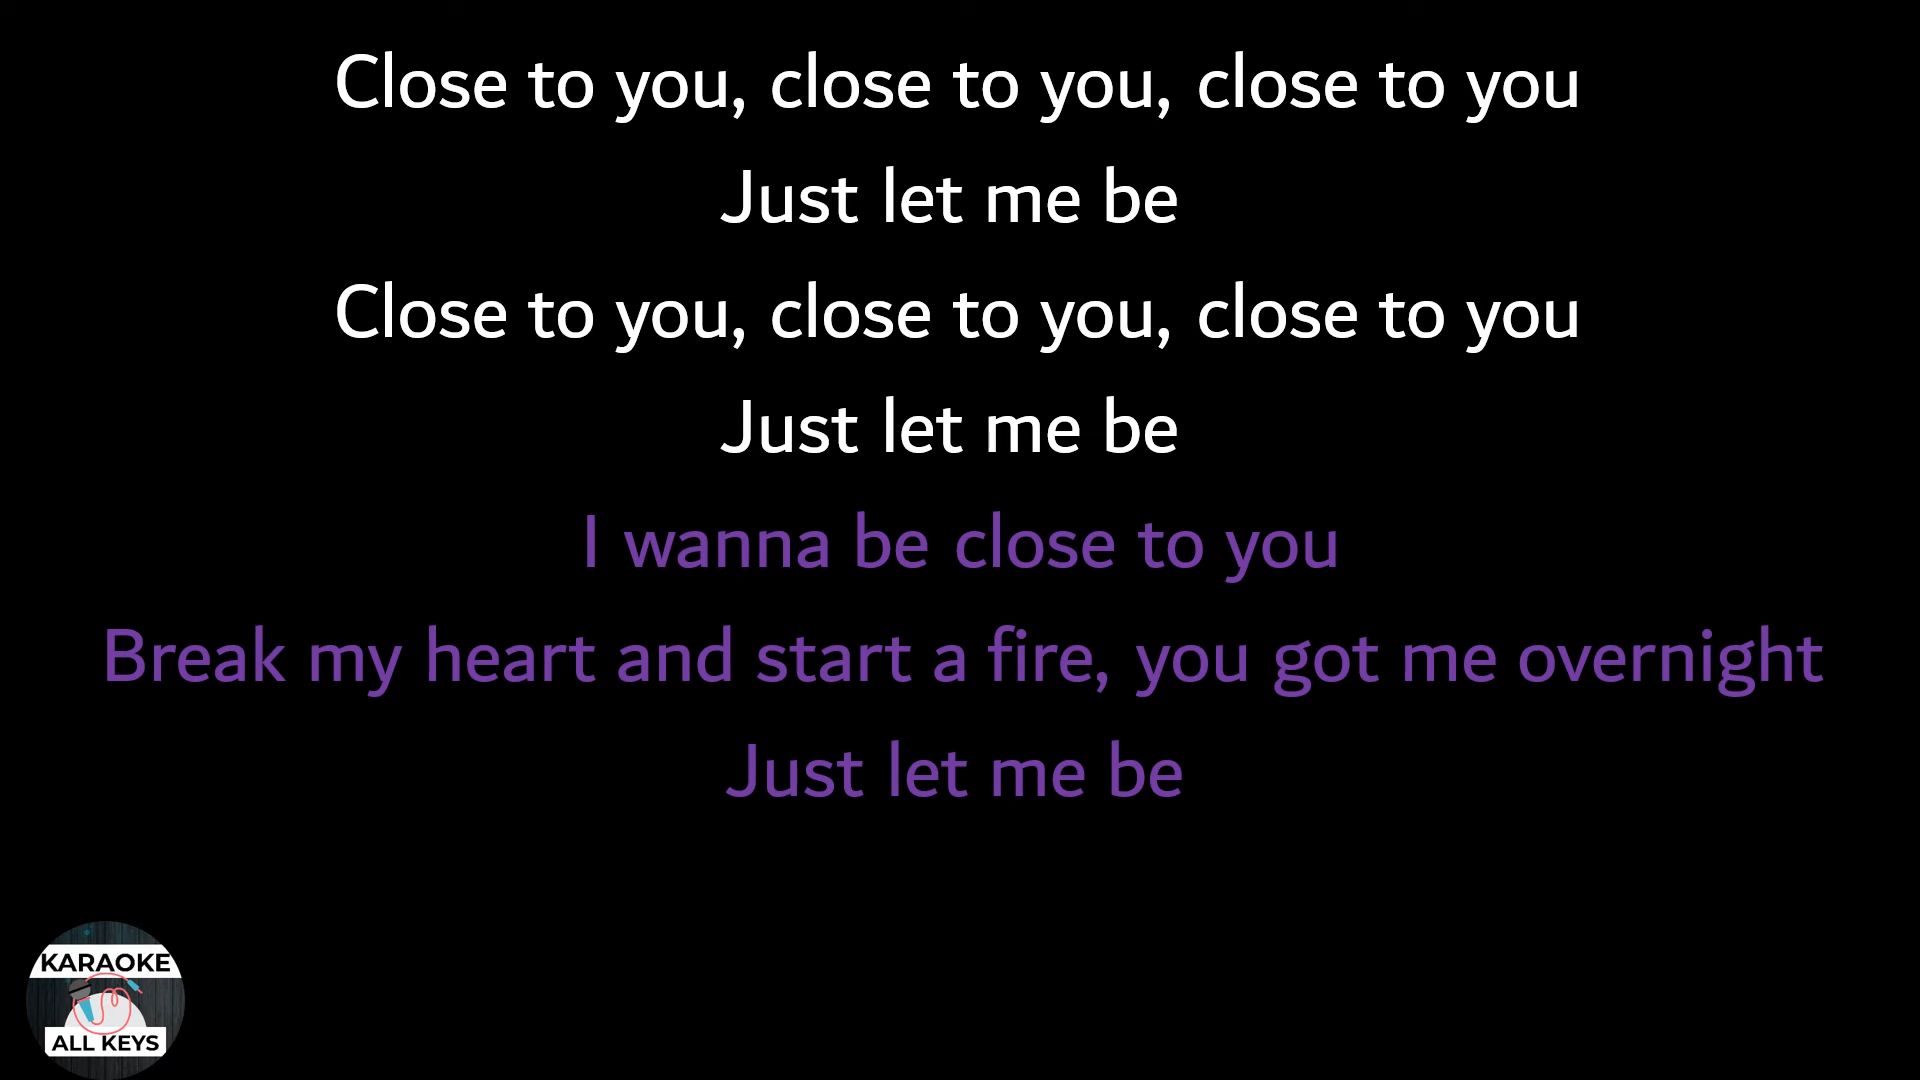 Close to you, close to you, close to you
Just let me be
Close to you, close to you, close to you
Just let me be
I wanna be close to you
Break my heart and start a fire, you got me overnight
Just let me be
KARAOKE
ALL KEYS